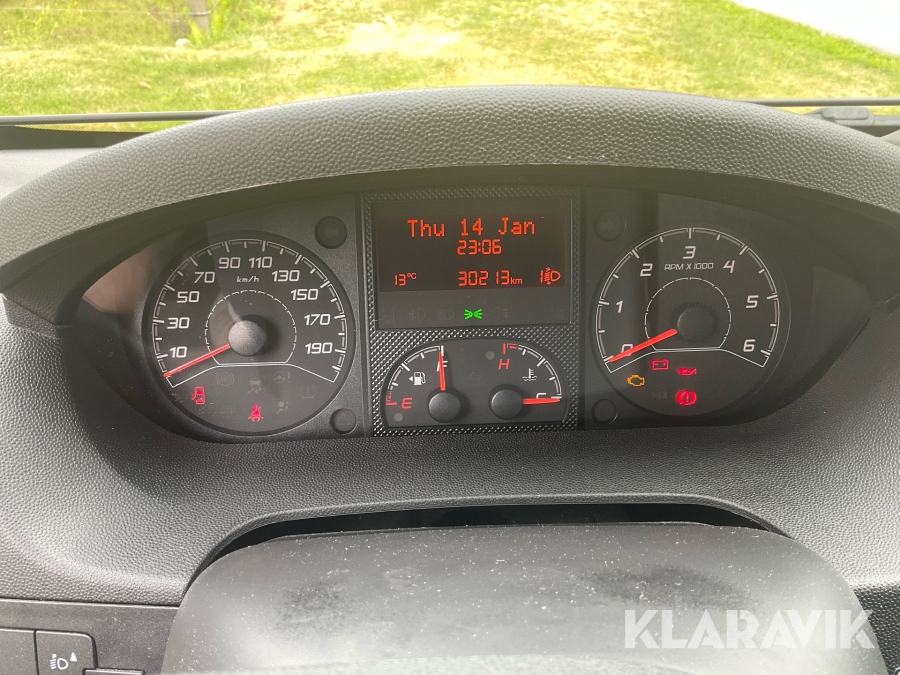 Thu 14 Jan
23:06
13°C 30213km
10 30 50 70 90 110 130 150 170 190
km/h
0 1 2 3 4 5 6
RPM X 1000
E F
H C
KLARAVIK